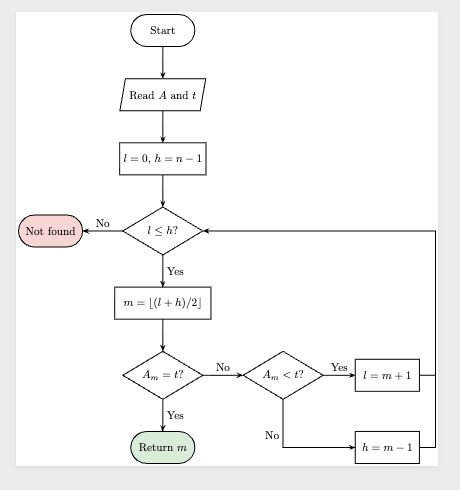 Start
Read A and t
l = 0, h = n − 1
l ≤ h?
No
Not found
Yes
m = ⌊(l + h)/2⌋
A_m = t?
No
A_m < t?
Yes
l = m + 1
Yes
No
Return m
h = m − 1